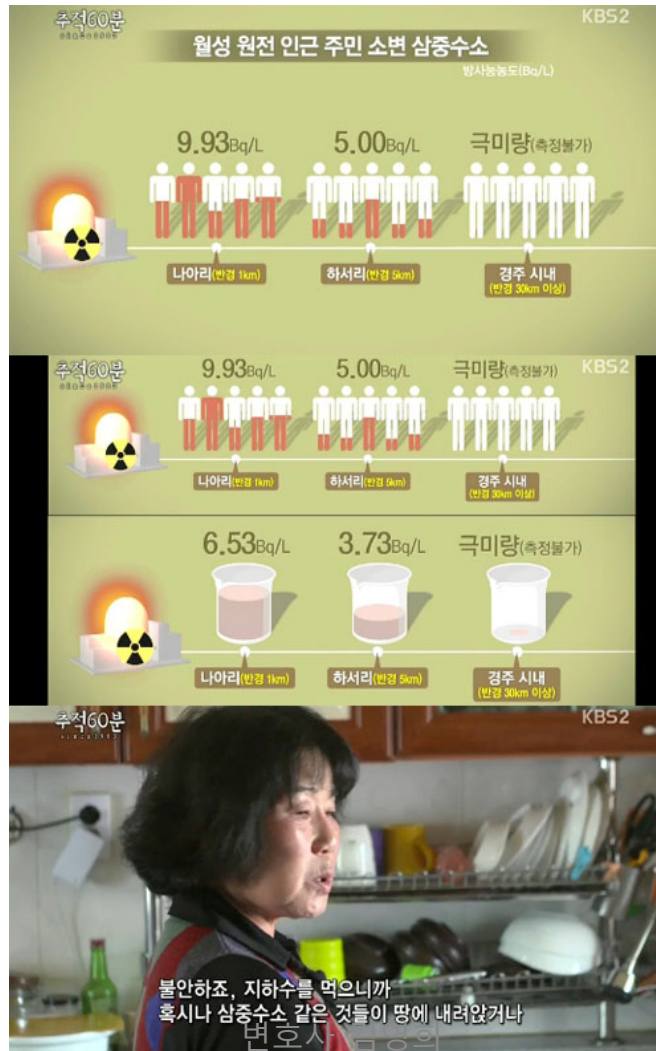 추적60분
SINCE1983
KBS2
월성 원전 인근 주민 소변 삼중수소
방사능농도(Bq/L)
9.93Bq/L
5.00Bq/L
극미량(측정불가)
나아리(반경 1km)
하서리(반경 5km)
경주 시내
(반경 30km 이상)
추적60분
KBS2
9.93Bq/L
5.00Bq/L
극미량(측정불가)
나아리(반경 1km)
하서리(반경 5km)
경주 시내
(반경 30km 이상)
6.53Bq/L
3.73Bq/L
극미량(측정불가)
나아리(반경 1km)
하서리(반경 5km)
경주 시내
(반경 30km 이상)
추적60분
SINCE1983
KBS2
불안하죠, 지하수를 먹으니까
혹시나 삼중수소 같은 것들이 땅에 내려앉거나
변호사